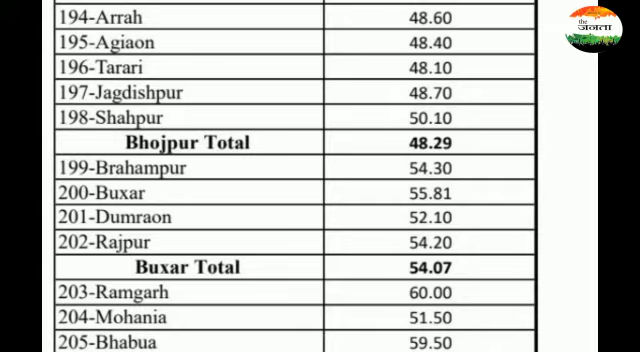 the
जनता
194-Arrah 48.60
195-Agiaon 48.40
196-Tarari 48.10
197-Jagdishpur 48.70
198-Shahpur 50.10
Bhojpur Total 48.29
199-Brahampur 54.30
200-Buxar 55.81
201-Dumraon 52.10
202-Rajpur 54.20
Buxar Total 54.07
203-Ramgarh 60.00
204-Mohania 51.50
205-Bhabua 59.50